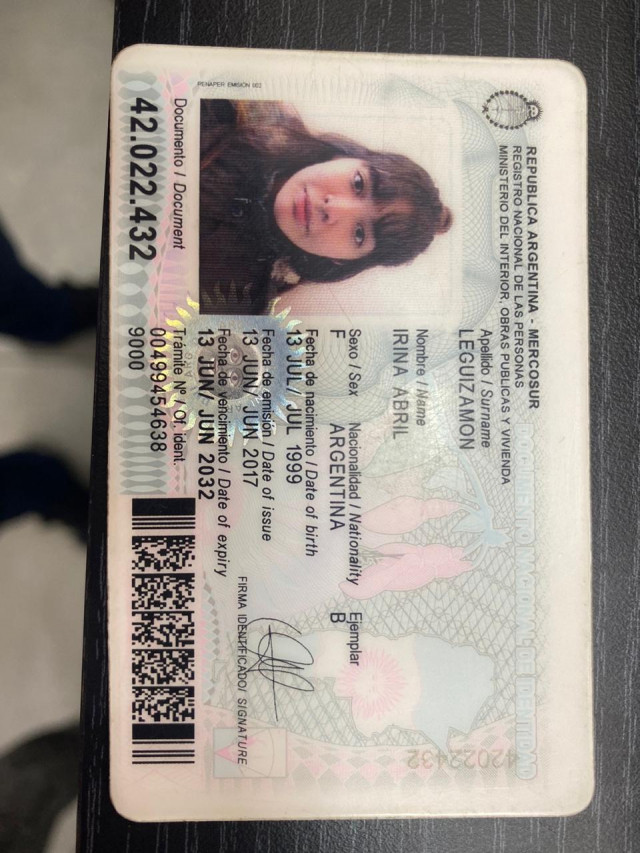 REPUBLICA ARGENTINA - MERCOSUR
REGISTRO NACIONAL DE LAS PERSONAS
MINISTERIO DEL INTERIOR, OBRAS PUBLICAS Y VIVIENDA
Apellido / Surname
LEGUIZAMON
Nombre / Name
IRINA ABRIL
Sexo / Sex Nacionalidad / Nationality Ejemplar
F ARGENTINA B
Fecha de nacimiento / Date of birth
13 JUL/ JUL 1999
Fecha de emisión / Date of issue
13 JUN/ JUN 2017
Fecha de vencimiento / Date of expiry
13 JUN/ JUN 2032
FIRMA IDENTIFICADO/ SIGNATURE
Documento / Document
42.022.432
Trámite N° / Of. ident.
00499454638
9000
RENAPER EMISION 002
DOCUMENTO NACIONAL DE IDENTIDAD
42022432